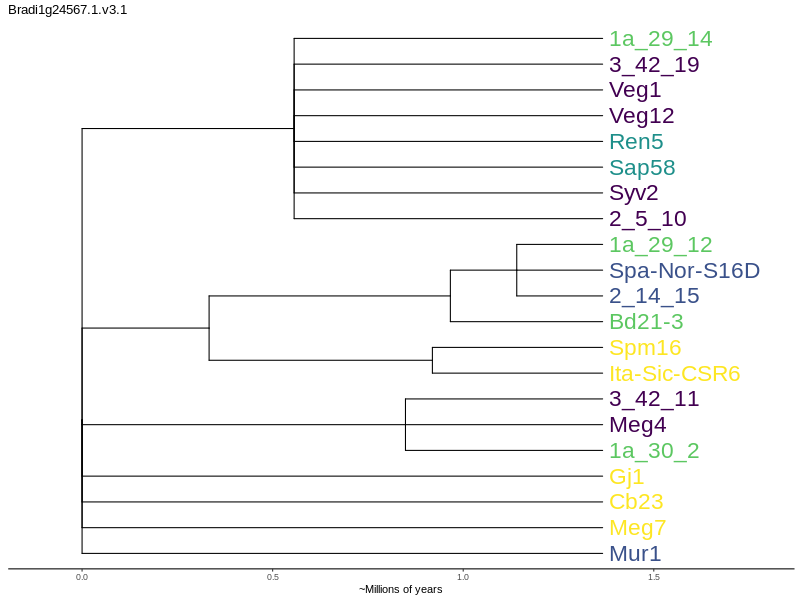 Bradi1g24567.1.v3.1
1a_29_14
3_42_19
Veg1
Veg12
Ren5
Sap58
Syv2
2_5_10
1a_29_12
Spa-Nor-S16D
2_14_15
Bd21-3
Spm16
Ita-Sic-CSR6
3_42_11
Meg4
1a_30_2
Gj1
Cb23
Meg7
Mur1
0.0 0.5 1.0 1.5
~Millions of years